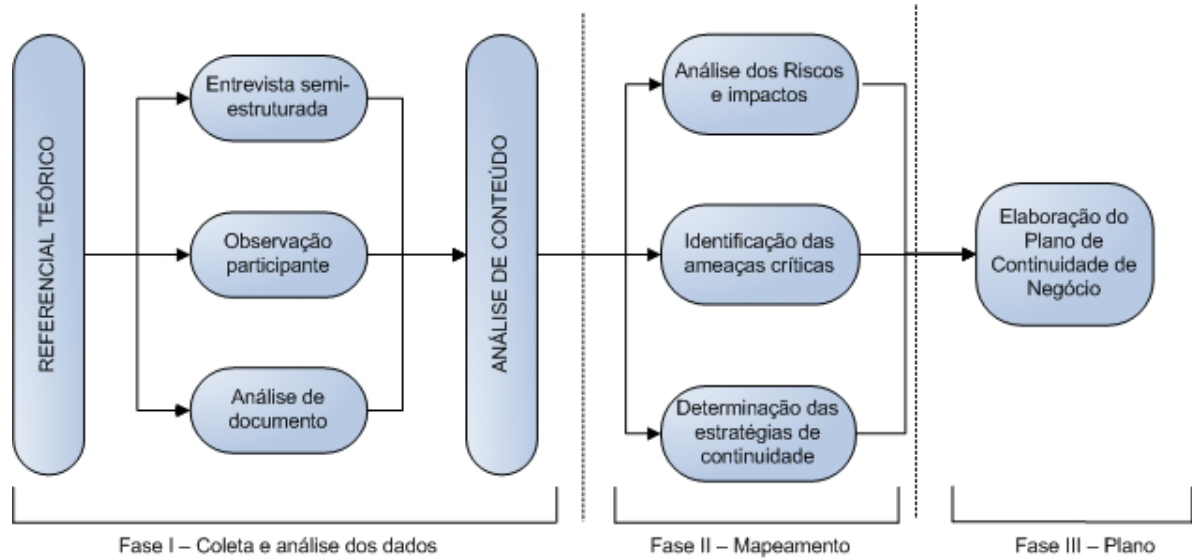 REFERENCIAL TEÓRICO
Entrevista semi-
estruturada
Observação
participante
Análise de
documento
ANÁLISE DE CONTEÚDO
Análise dos Riscos
e impactos
Identificação das
ameaças críticas
Determinação das
estratégias de
continuidade
Elaboração do
Plano de
Continuidade de
Negócio
Fase I – Coleta e análise dos dados
Fase II – Mapeamento
Fase III – Plano